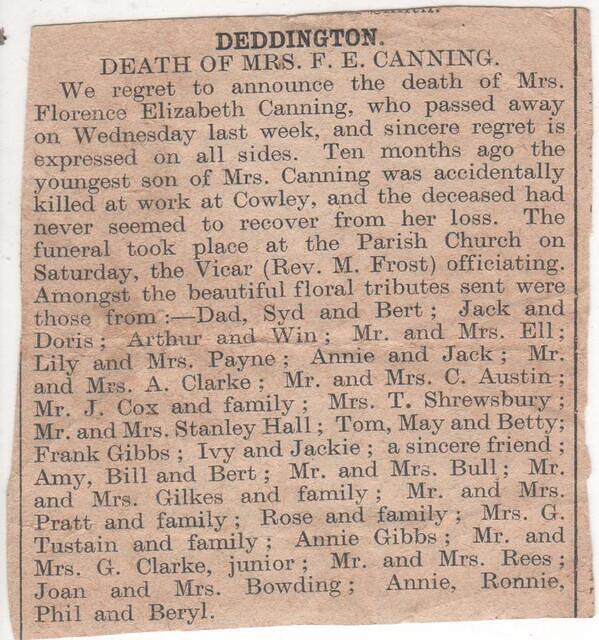 DEDDINGTON.
DEATH OF MRS. F. E. CANNING.
We regret to announce the death of Mrs.
Florence Elizabeth Canning, who passed away
on Wednesday last week, and sincere regret is
expressed on all sides. Ten months ago the
youngest son of Mrs. Canning was accidentally
killed at work at Cowley, and the deceased had
never seemed to recover from her loss. The
funeral took place at the Parish Church on
Saturday, the Vicar (Rev. M. Frost) officiating.
Amongst the beautiful floral tributes sent were
those from :—Dad, Syd and Bert ; Jack and
Doris ; Arthur and Win ; Mr. and Mrs. Ell ;
Lily and Mrs. Payne ; Annie and Jack ; Mr.
and Mrs. A. Clarke ; Mr. and Mrs. C. Austin ;
Mr. J. Cox and family ; Mrs. T. Shrewsbury ;
Mr. and Mrs. Stanley Hall ; Tom, May and Betty;
Frank Gibbs ; Ivy and Jackie ; a sincere friend ;
Amy, Bill and Bert ; Mr. and Mrs. Bull ; Mr.
and Mrs. Gilkes and family ; Mr. and Mrs.
Pratt and family ; Rose and family ; Mrs. G.
Tustain and family ; Annie Gibbs ; Mr. and
Mrs. G. Clarke, junior ; Mr. and Mrs. Rees ;
Joan and Mrs. Bowding ; Annie, Ronnie,
Phil and Beryl.